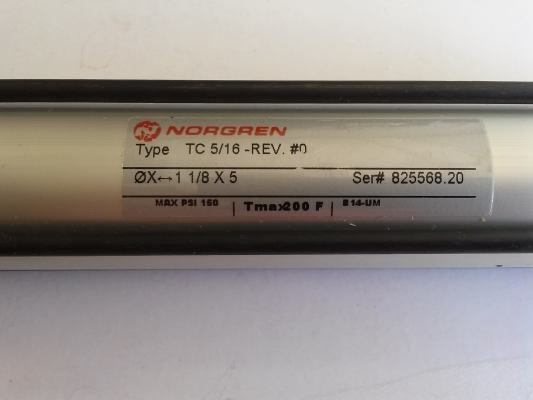 NORGREN
Type TC 5/16 -REV. #0
ØX↔1 1/8 X 5 Ser# 825568.20
MAX PSI 150 | Tmax200 F | B14-UM